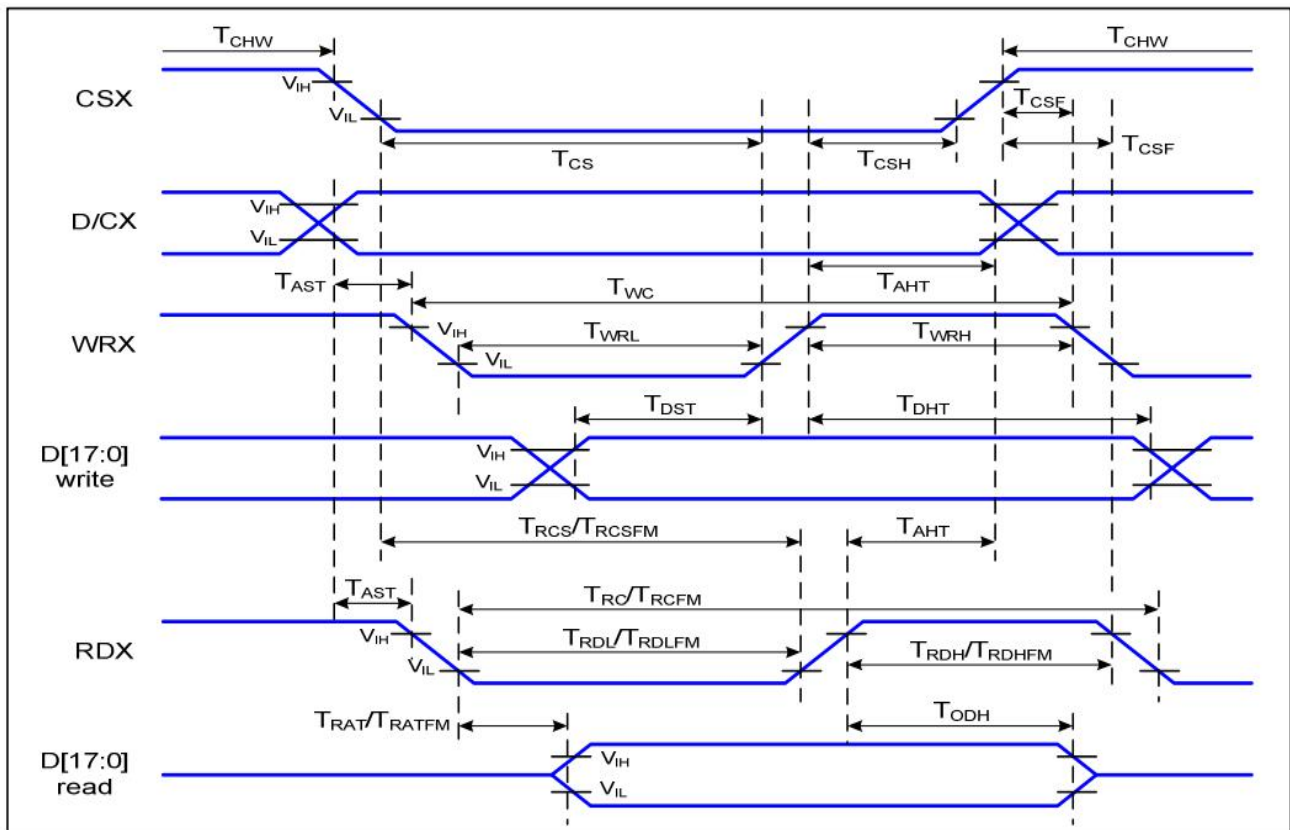 TCHW TCHW
VIH
CSX
TCSF
VIL
TCS TCSH TCSF
VIH
D/CX
VIL
TAST TWC TAHT
VIH
WRX TWRL TWRH
VIL
TDST TDHT
D[17:0]
write
VIH
VIL
TRCS/TRCSFM TAHT
TAST TRC/TRCFM
VIH
RDX TRDL/TRDLFM TRDH/TRDHFM
VIL
TRAT/TRATFM TODH
D[17:0]
read
VIH
VIL